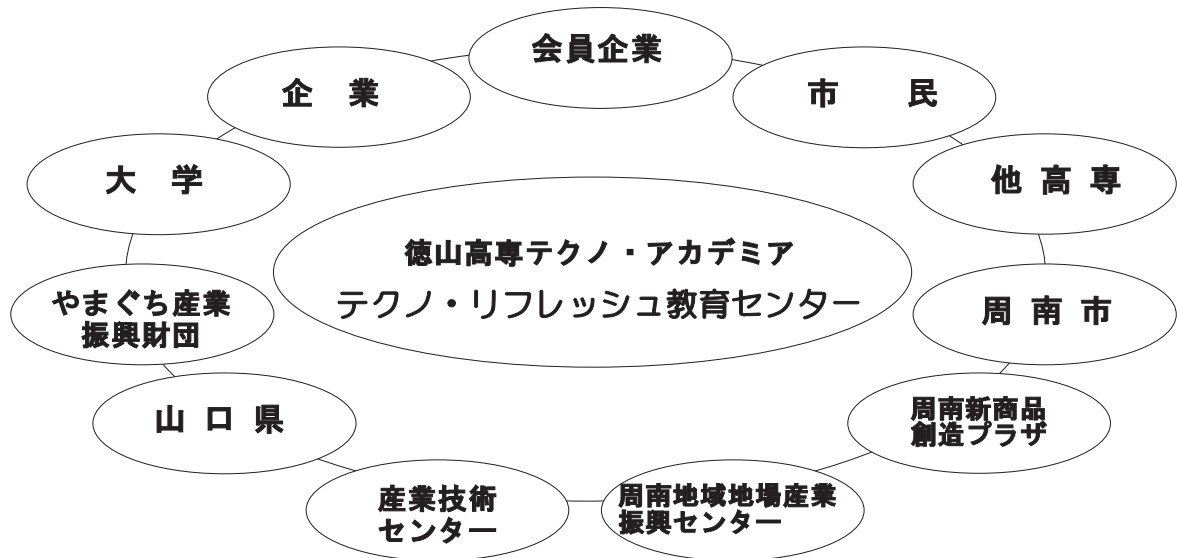 会員企業
企業
市民
大学
他高専
徳山高専テクノ・アカデミア
テクノ・リフレッシュ教育センター
やまぐち産業
振興財団
周南市
山口県
周南新商品
創造プラザ
産業技術
センター
周南地域地場産業
振興センター